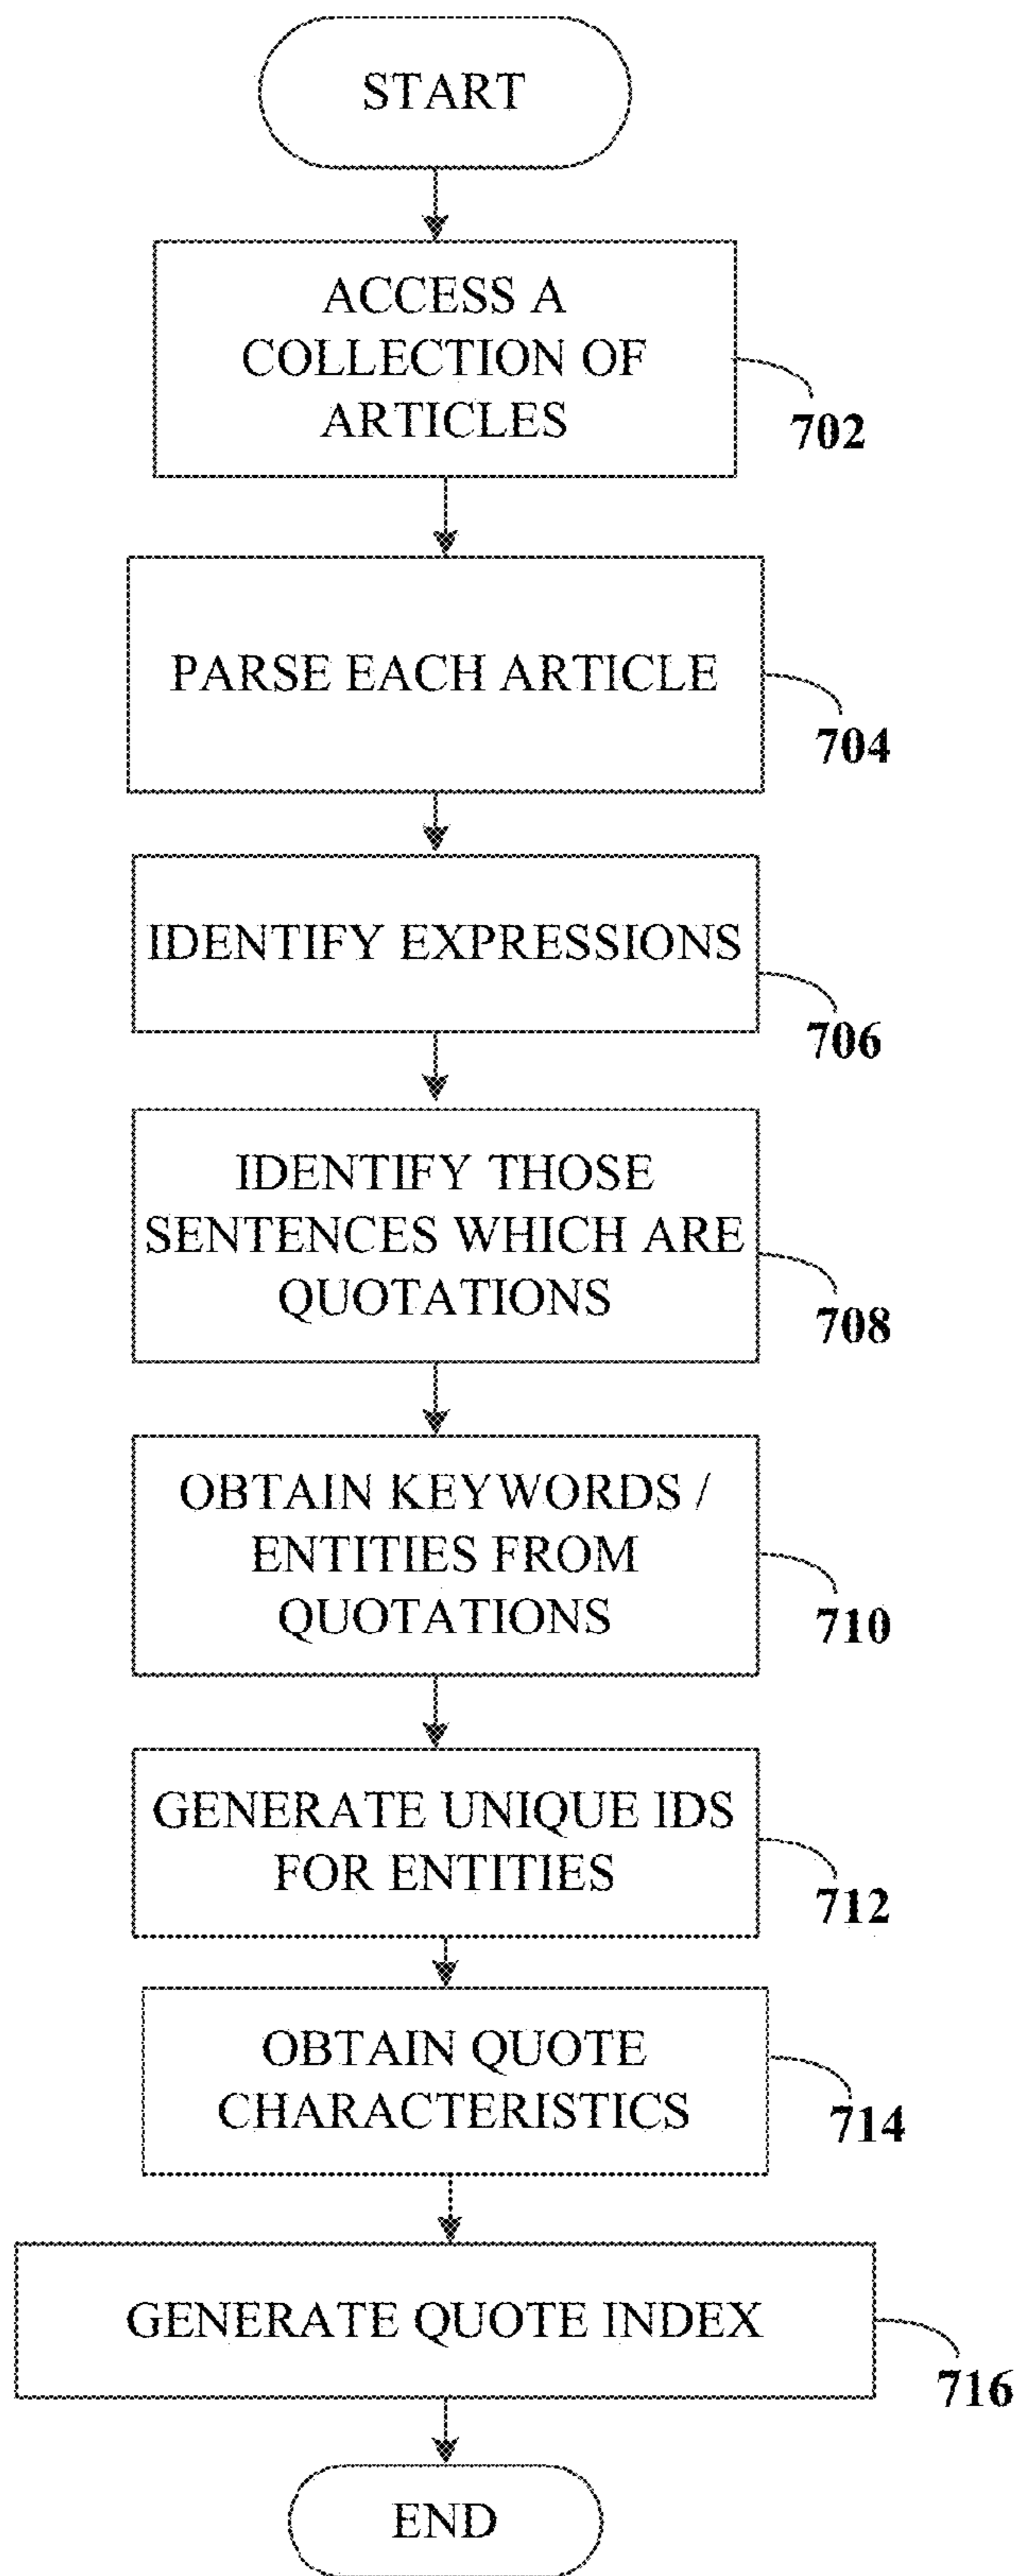 START
ACCESS A
COLLECTION OF
ARTICLES
702
PARSE EACH ARTICLE
704
IDENTIFY EXPRESSIONS
706
IDENTIFY THOSE
SENTENCES WHICH ARE
QUOTATIONS
708
OBTAIN KEYWORDS /
ENTITIES FROM
QUOTATIONS
710
GENERATE UNIQUE IDS
FOR ENTITIES
712
OBTAIN QUOTE
CHARACTERISTICS
714
GENERATE QUOTE INDEX
716
END